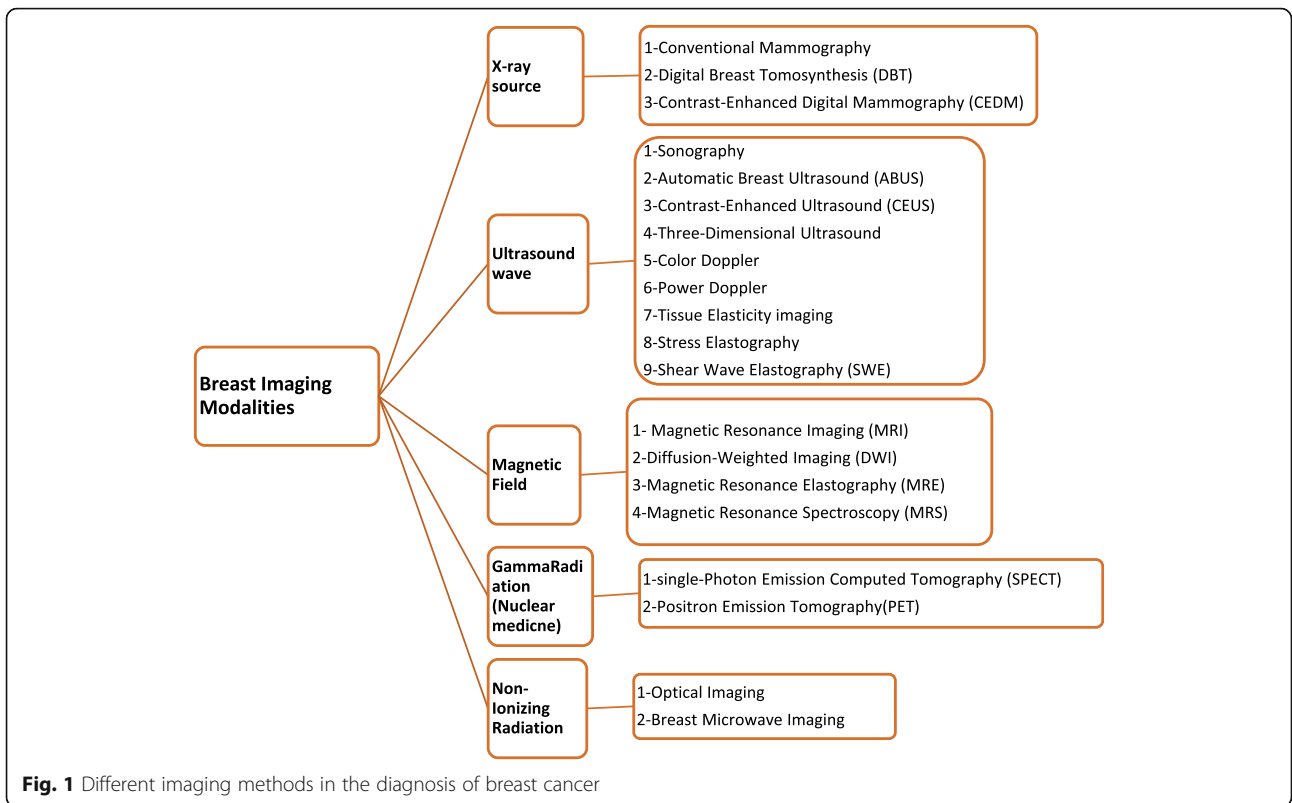 Breast Imaging
Modalities
X-ray
source
1-Conventional Mammography
2-Digital Breast Tomosynthesis (DBT)
3-Contrast-Enhanced Digital Mammography (CEDM)
Ultrasound
wave
1-Sonography
2-Automatic Breast Ultrasound (ABUS)
3-Contrast-Enhanced Ultrasound (CEUS)
4-Three-Dimensional Ultrasound
5-Color Doppler
6-Power Doppler
7-Tissue Elasticity imaging
8-Stress Elastography
9-Shear Wave Elastography (SWE)
Magnetic
Field
1- Magnetic Resonance Imaging (MRI)
2-Diffusion-Weighted Imaging (DWI)
3-Magnetic Resonance Elastography (MRE)
4-Magnetic Resonance Spectroscopy (MRS)
GammaRadi
ation
(Nuclear
medicne)
1-single-Photon Emission Computed Tomography (SPECT)
2-Positron Emission Tomography(PET)
Non-
Ionizing
Radiation
1-Optical Imaging
2-Breast Microwave Imaging
Fig. 1 Different imaging methods in the diagnosis of breast cancer